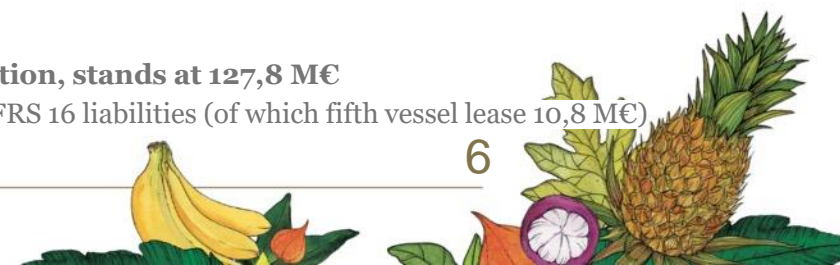 tion, stands at 127,8 M€
FRS 16 liabilities (of which fifth vessel lease 10,8 M€)
6